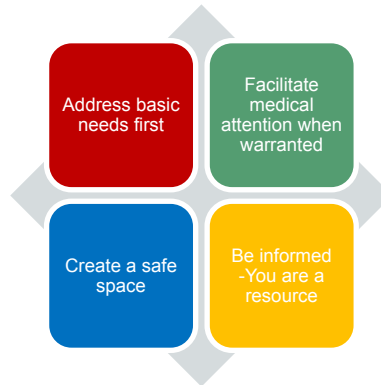 Address basic
needs first
Facilitate
medical
attention when
warranted
Create a safe
space
Be informed
-You are a
resource